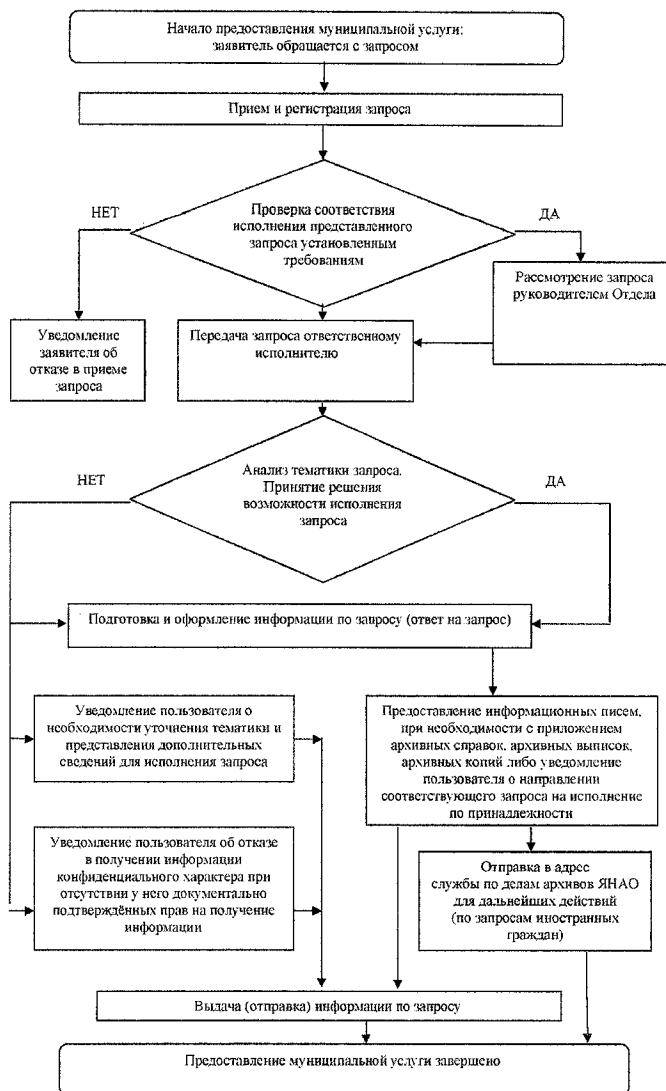 Начало предоставления муниципальной услуги:
заявитель обращается с запросом
Прием и регистрация запроса
НЕТ
Проверка соответствия
исполнения представленного
запроса установленным
требованиям
ДА
Рассмотрение запроса
руководителем Отдела
Уведомление
заявителя об
отказе в приеме
запроса
Передача запроса ответственному
исполнителю
НЕТ
Анализ тематики запроса.
Принятие решения
возможности исполнения
запроса
ДА
Подготовка и оформление информации по запросу (ответ на запрос)
Уведомление пользователя о
необходимости уточнения тематики и
представления дополнительных
сведений для исполнения запроса
Предоставление информационных писем,
при необходимости с приложением
архивных справок, архивных выписок,
архивных копий либо уведомление
пользователя о направлении
соответствующего запроса на исполнение
по принадлежности
Уведомление пользователя об отказе
в получении информации
конфиденциального характера при
отсутствии у него документально
подтверждённых прав на получение
информации
Отправка в адрес
службы по делам архивов ЯНАО
для дальнейших действий
(по запросам иностранных
граждан)
Выдача (отправка) информации по запросу
Предоставление муниципальной услуги завершено